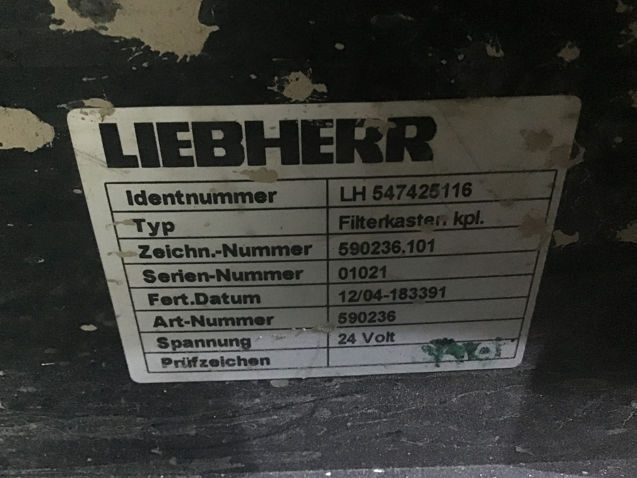 LIEBHERR
Identnummer LH 547425116
Typ Filterkasten kpl.
Zeichn.-Nummer 590236.101
Serien-Nummer 01021
Fert.Datum 12/04-183391
Art-Nummer 590236
Spannung 24 Volt
Prüfzeichen